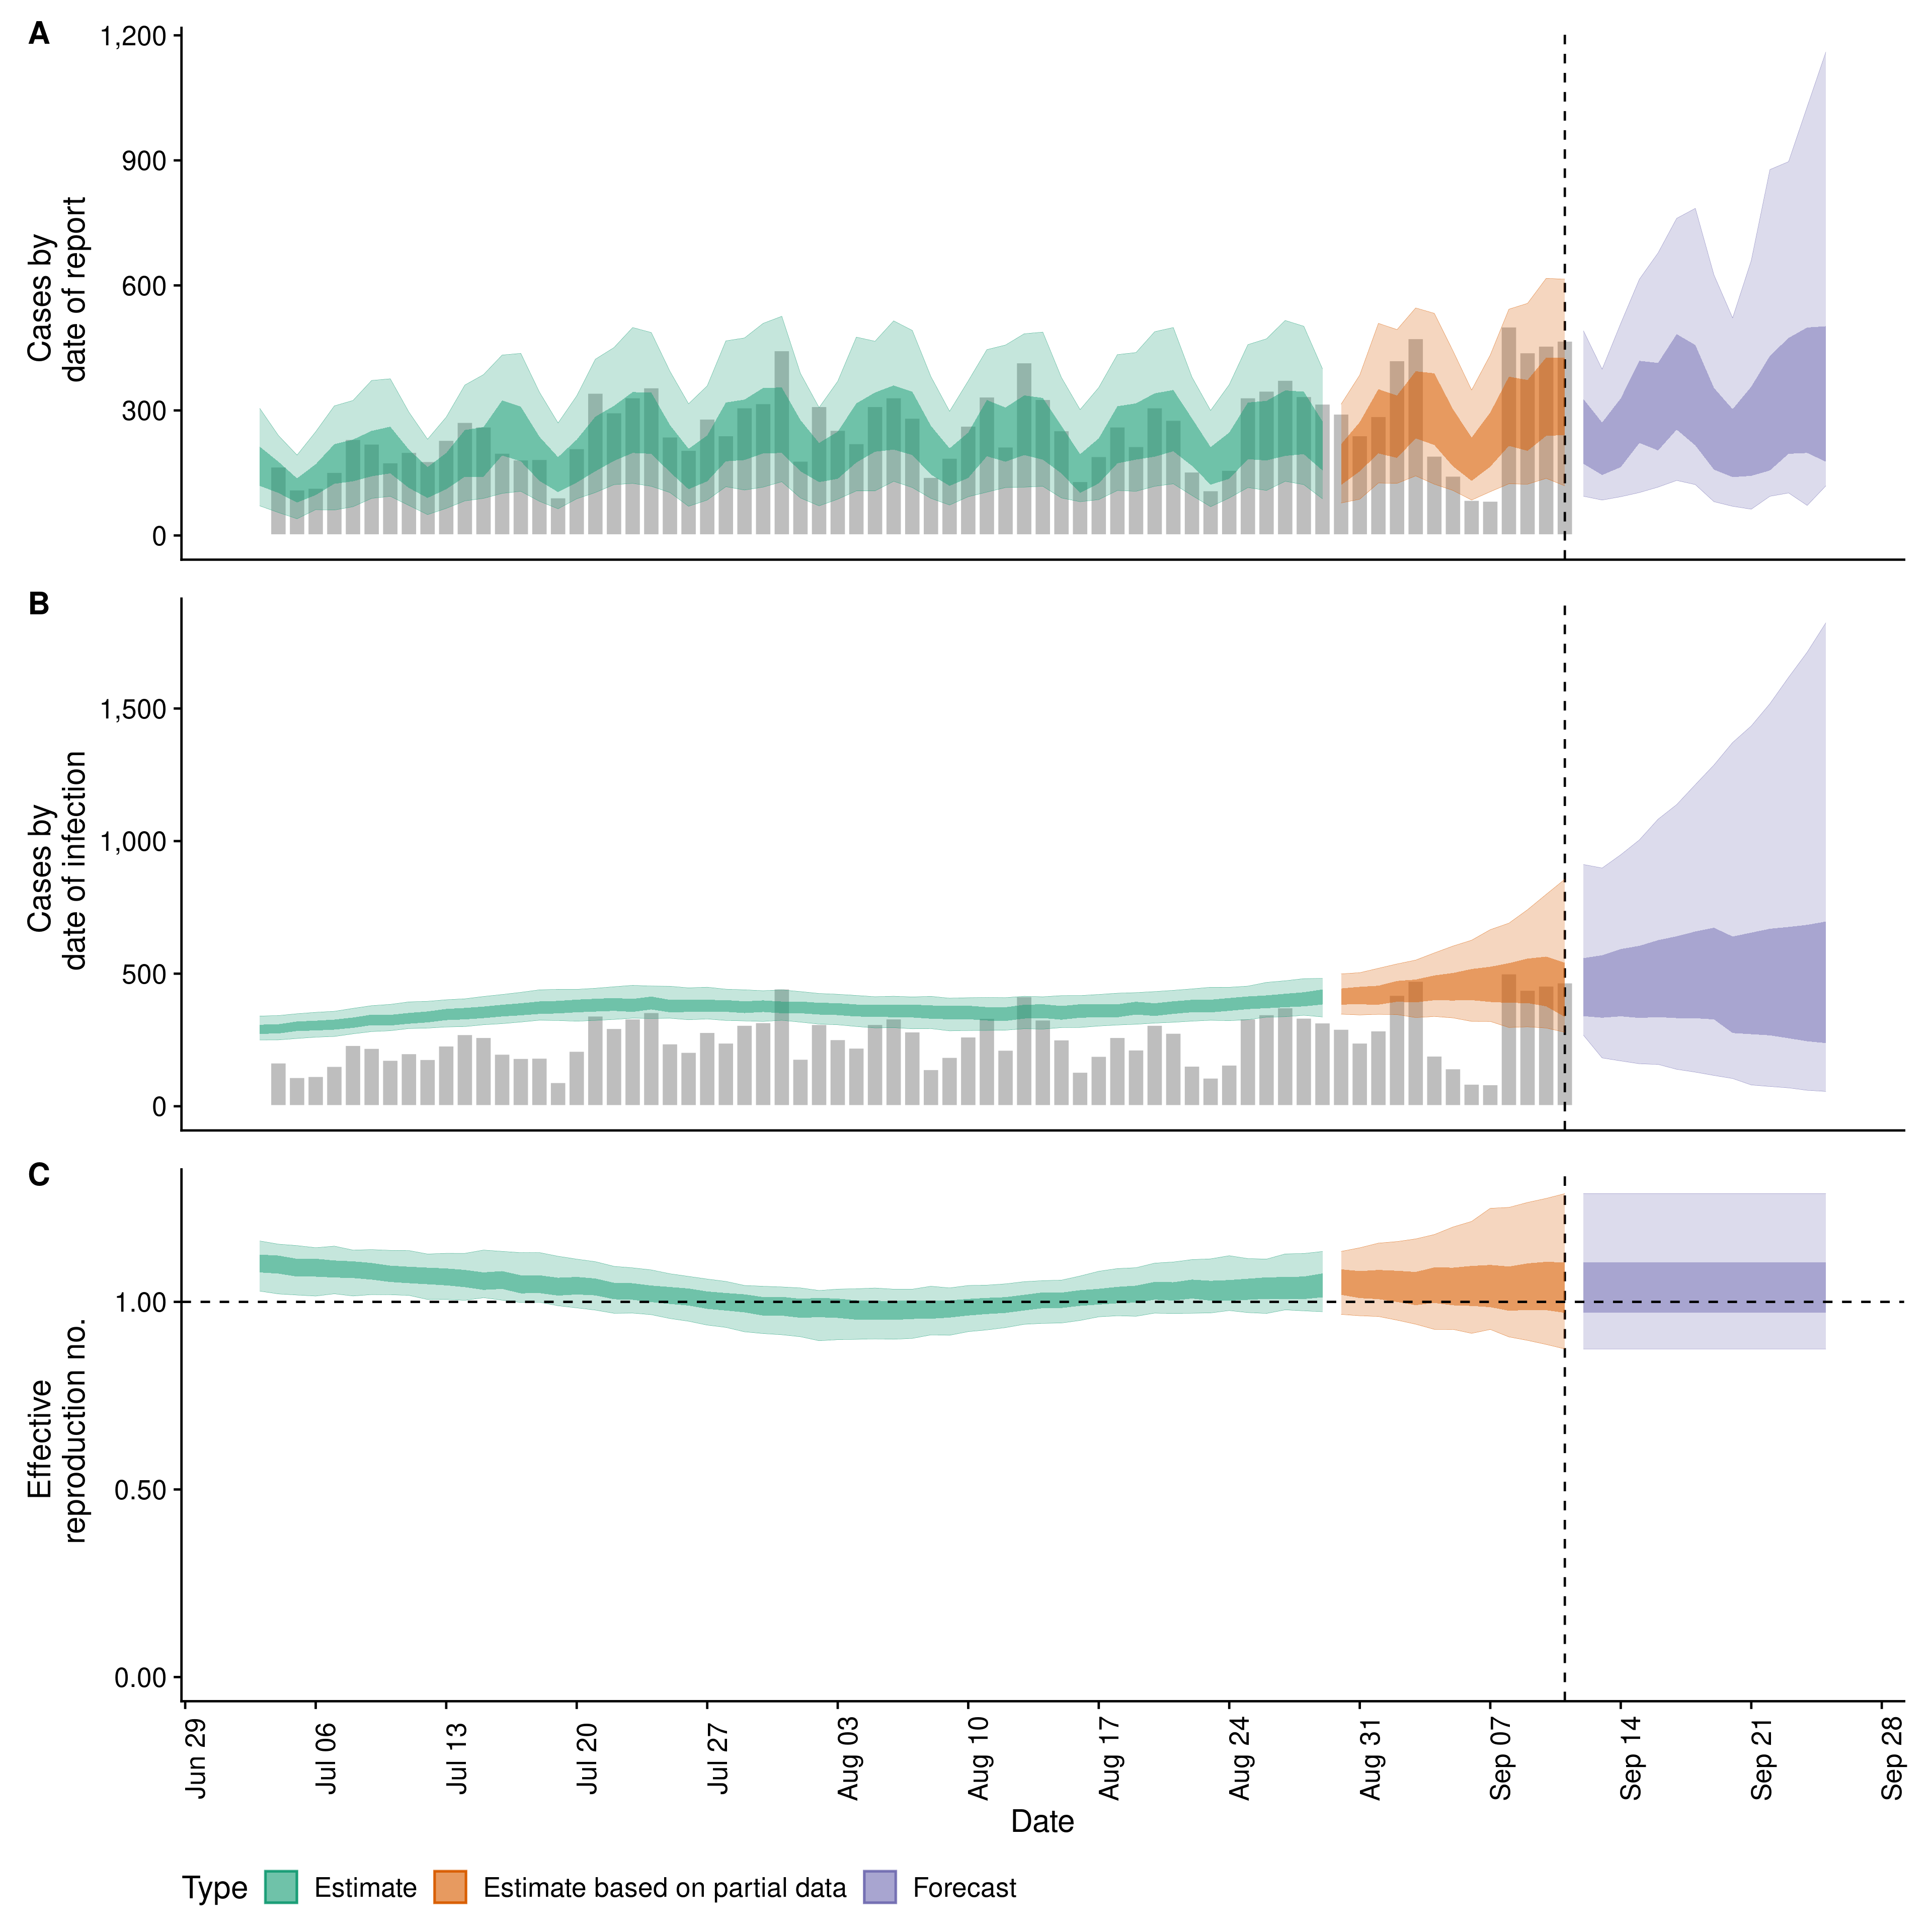 A
1,200
900
600
300
0
Cases by
date of report
B
1,500
1,000
500
0
Cases by
date of infection
C
1.00
0.50
0.00
Effective
reproduction no.
Jun 29
Jul 06
Jul 13
Jul 20
Jul 27
Aug 03
Aug 10
Aug 17
Aug 24
Aug 31
Sep 07
Sep 14
Sep 21
Sep 28
Date
Type Estimate Estimate based on partial data Forecast